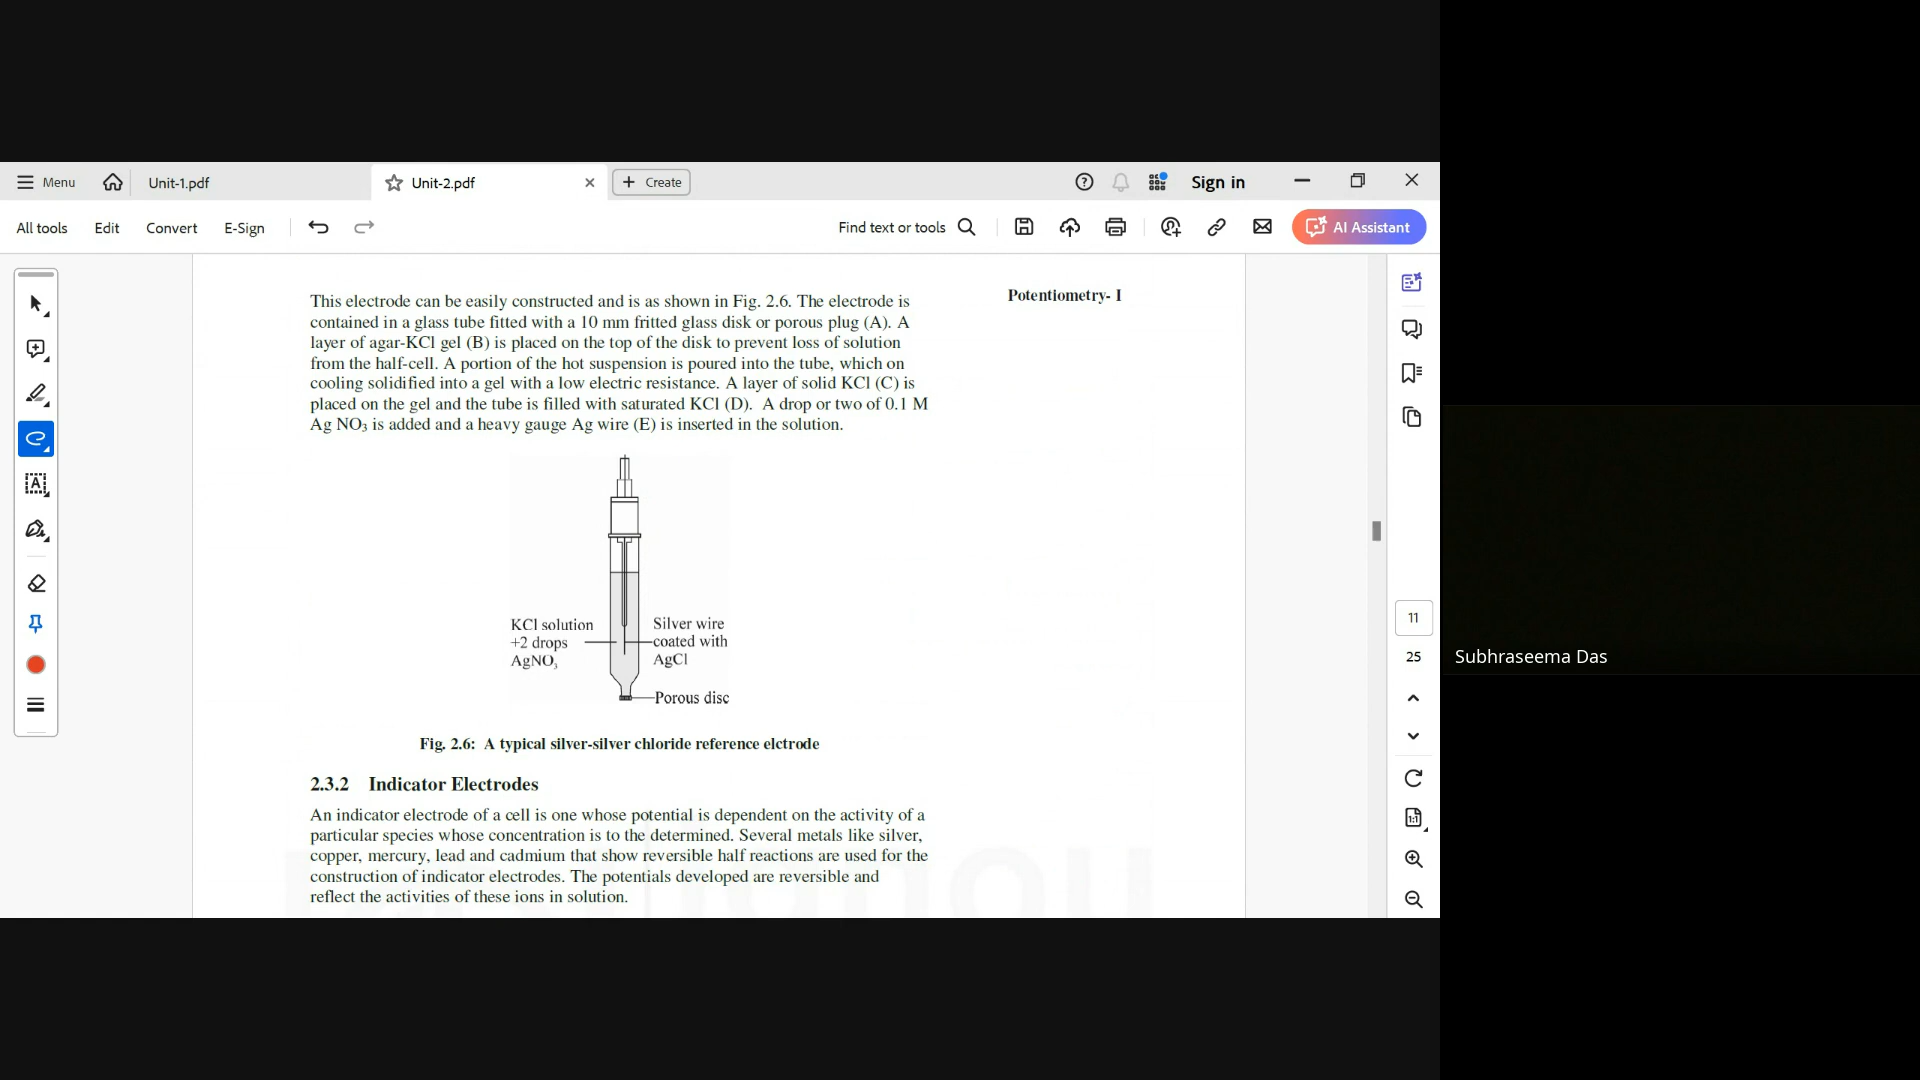 Menu
Unit-1.pdf
Unit-2.pdf
Create
Sign in
All tools
Edit
Convert
E-Sign
Find text or tools
AI Assistant
Potentiometry- I
This electrode can be easily constructed and is as shown in Fig. 2.6. The electrode is
contained in a glass tube fitted with a 10 mm fritted glass disk or porous plug (A). A
layer of agar-KCl gel (B) is placed on the top of the disk to prevent loss of solution
from the half-cell. A portion of the hot suspension is poured into the tube, which on
cooling solidified into a gel with a low electric resistance. A layer of solid KCl (C) is
placed on the gel and the tube is filled with saturated KCl (D). A drop or two of 0.1 M
Ag NO₃ is added and a heavy gauge Ag wire (E) is inserted in the solution.
KCl solution
+2 drops
AgNO₃
Silver wire
coated with
AgCl
Porous disc
Fig. 2.6: A typical silver-silver chloride reference elctrode
2.3.2 Indicator Electrodes
An indicator electrode of a cell is one whose potential is dependent on the activity of a
particular species whose concentration is to the determined. Several metals like silver,
copper, mercury, lead and cadmium that show reversible half reactions are used for the
construction of indicator electrodes. The potentials developed are reversible and
reflect the activities of these ions in solution.
11
25
Subhraseema Das